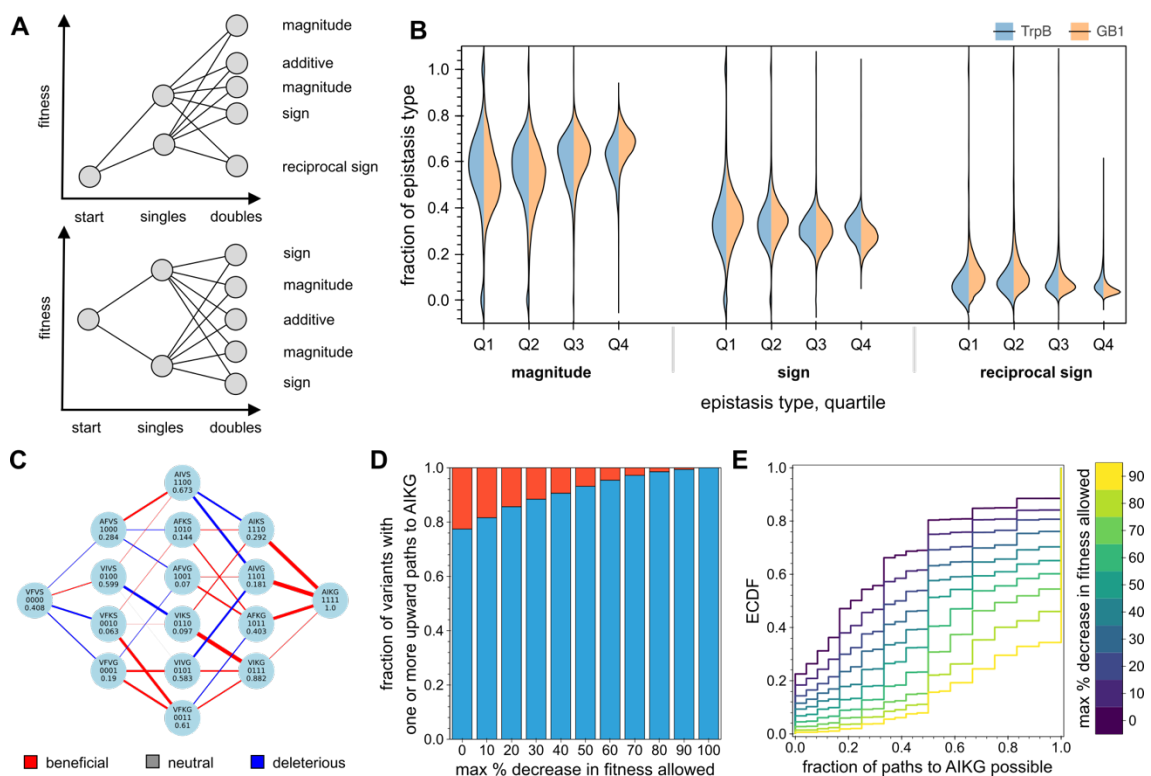 A
fitness
magnitude
additive
magnitude
sign
reciprocal sign
start singles doubles
fitness
sign
magnitude
additive
magnitude
sign
start singles doubles
B
TrpB GB1
fraction of epistasis type
1.0
0.8
0.6
0.4
0.2
0.0
Q1 Q2 Q3 Q4 Q1 Q2 Q3 Q4 Q1 Q2 Q3 Q4
magnitude sign reciprocal sign
epistasis type, quartile
C
VFVS
0000
0.408
AFVS
1000
0.284
VIVS
0100
0.599
VFKS
0010
0.063
VFVG
0001
0.19
AIVS
1100
0.673
AFKS
1010
0.144
AFVG
1001
0.07
VIKS
0110
0.097
VIVG
0101
0.583
VFKG
0011
0.61
AIKS
1110
0.292
AIVG
1101
0.181
AFKG
1011
0.403
VIKG
0111
0.882
AIKG
1111
1.0
beneficial neutral deleterious
D
fraction of variants with
one or more upward paths to AIKG
1.0
0.8
0.6
0.4
0.2
0.0
0 10 20 30 40 50 60 70 80 90 100
max % decrease in fitness allowed
E
ECDF
1.0
0.8
0.6
0.4
0.2
0.0
0.0 0.2 0.4 0.6 0.8 1.0
fraction of paths to AIKG possible
max % decrease in fitness allowed
90
80
70
60
50
40
30
20
10
0